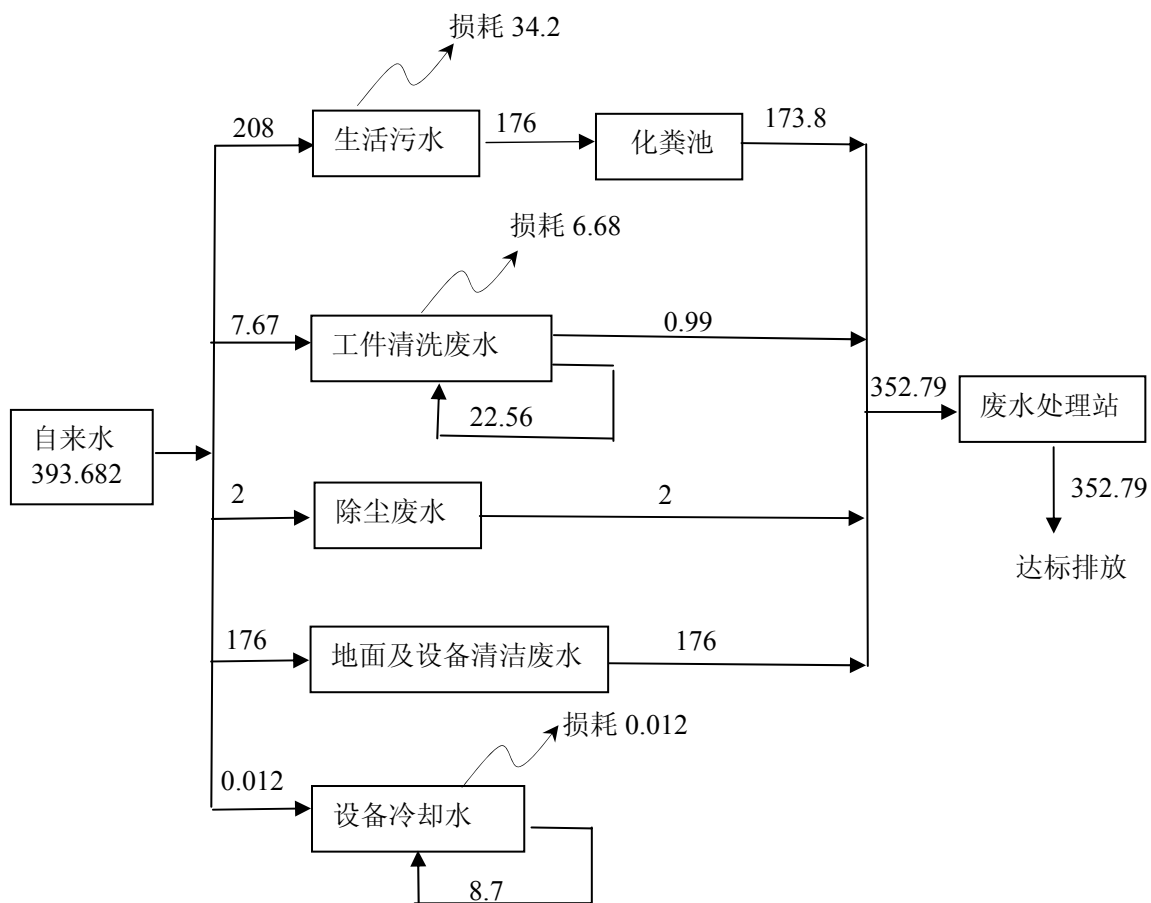 损耗 34.2
208
生活污水
176
化粪池
173.8
损耗 6.68
7.67
工件清洗废水
0.99
22.56
自来水
393.682
352.79
废水处理站
352.79
达标排放
2
除尘废水
2
176
地面及设备清洁废水
176
损耗 0.012
0.012
设备冷却水
8.7